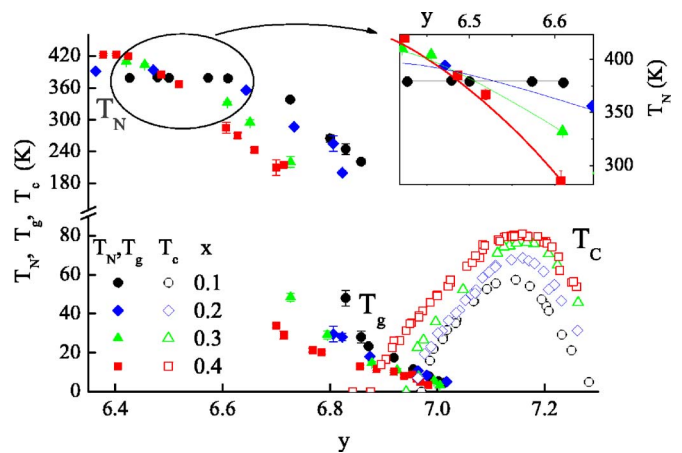 y
6.5 6.6
400
350
300
T_N (K)
420
360
300
240
180
80
60
40
20
0
T_N, T_g, T_c (K)
T_N
T_C
T_g
T_N,T_g T_c x
0.1
0.2
0.3
0.4
6.4 6.6 6.8 7.0 7.2
y